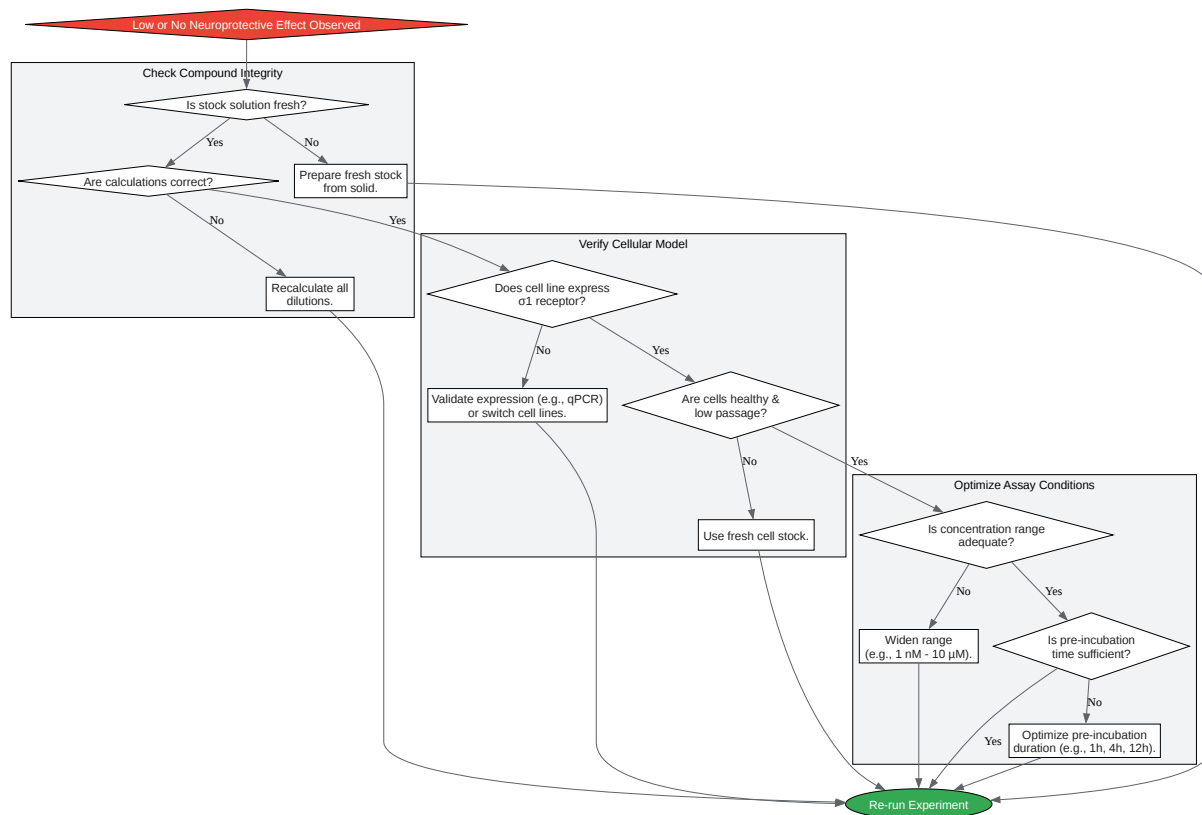 Low or No Neuroprotective Effect Observed
Check Compound Integrity
Is stock solution fresh?
Yes
No
Are calculations correct?
Prepare fresh stock
from solid.
No
Yes
Recalculate all
dilutions.
Verify Cellular Model
Does cell line express
σ1 receptor?
No
Yes
Validate expression (e.g., qPCR)
or switch cell lines.
Are cells healthy &
low passage?
No
Yes
Use fresh cell stock.
Optimize Assay Conditions
Is concentration range
adequate?
No
Yes
Widen range
(e.g., 1 nM - 10 µM).
Is pre-incubation
time sufficient?
No
Yes
Optimize pre-incubation
duration (e.g., 1h, 4h, 12h).
Re-run Experiment